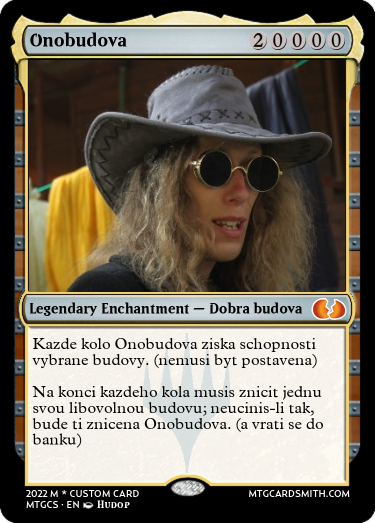 Onobudova 2 0 0 0 0
Legendary Enchantment — Dobra budova
Kazde kolo Onobudova ziska schopnosti
vybrane budovy. (nemusi byt postavena)
Na konci kazdeho kola musis znicit jednu
svou libovolnou budovu; neucinis-li tak,
bude ti znicena Onobudova. (a vrati se do
banku)
2022 M * CUSTOM CARD
MTGCS · EN HUDOP
MTGCARDSMITH.COM